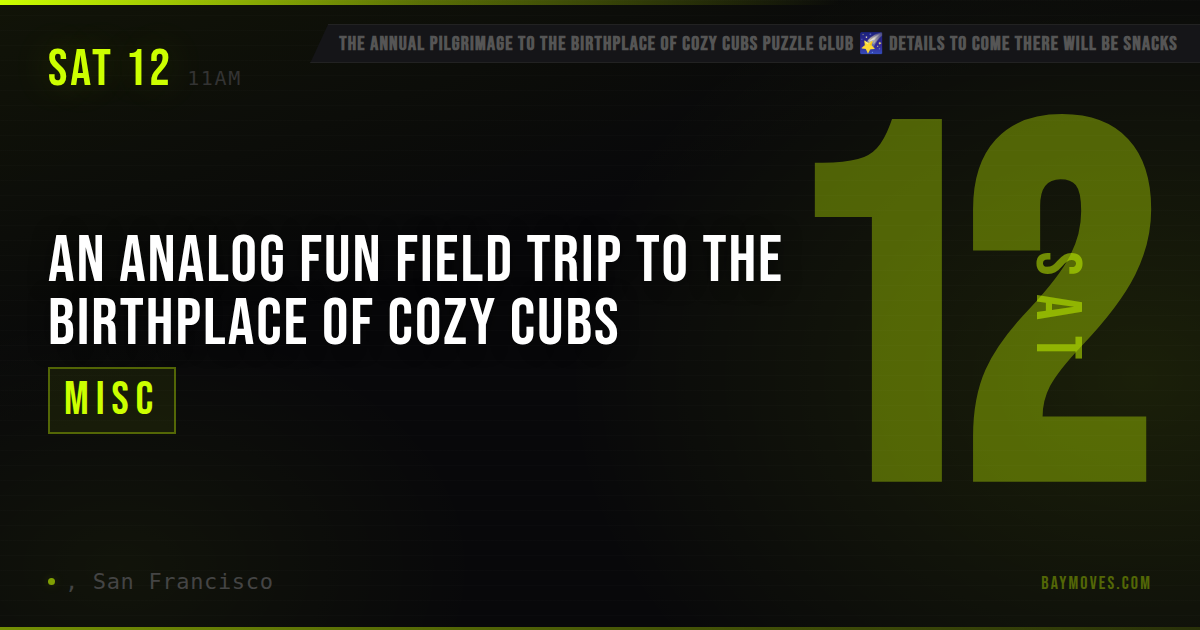 THE ANNUAL PILGRIMAGE TO THE BIRTHPLACE OF COZY CUBS PUZZLE CLUB 🌠 DETAILS TO COME THERE WILL BE SNACKS
SAT 12 11AM
12
SAT
AN ANALOG FUN FIELD TRIP TO THE
BIRTHPLACE OF COZY CUBS
MISC
, San Francisco
BAYMOVES.COM